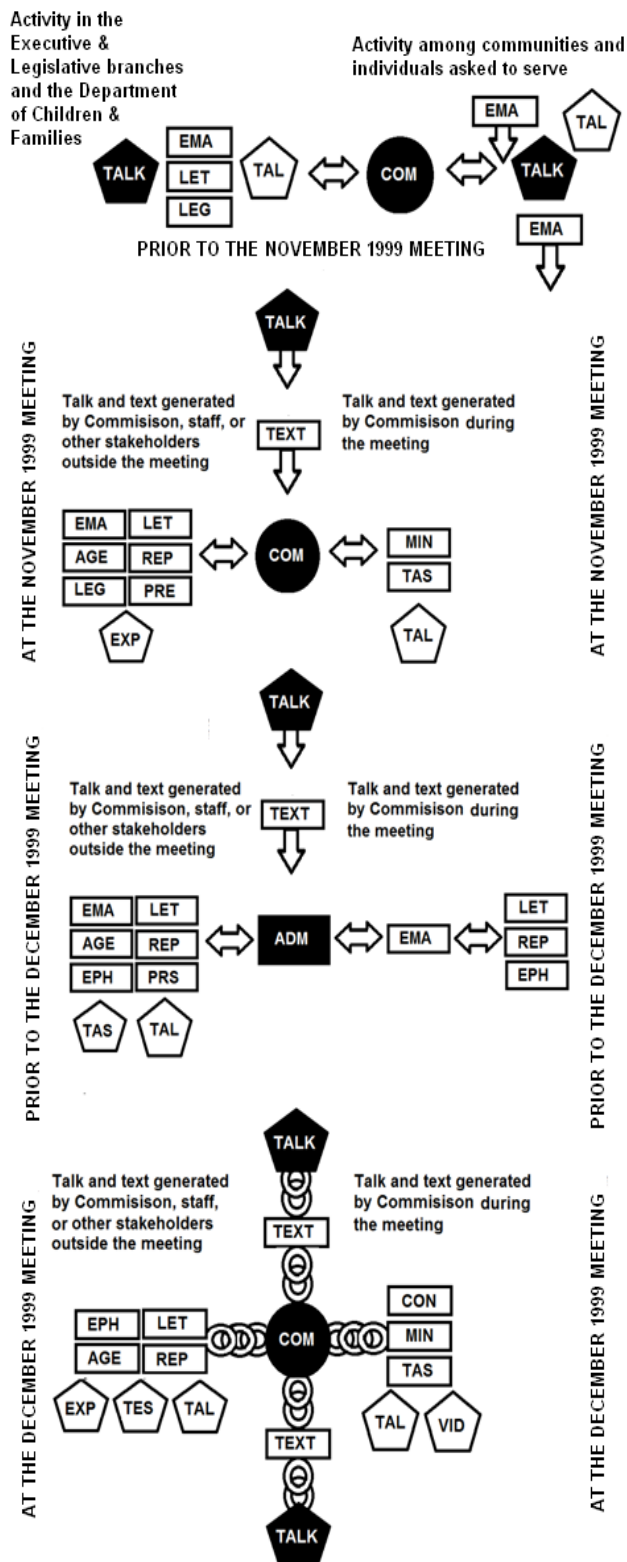 Activity in the
Executive &
Legislative branches
and the Department
of Children &
Families
Activity among communities and
individuals asked to serve
TALK
EMA
LET
LEG
TAL
COM
EMA
TALK
TAL
EMA
PRIOR TO THE NOVEMBER 1999 MEETING
AT THE NOVEMBER 1999 MEETING
TALK
Talk and text generated
by Commisison, staff, or
other stakeholders
outside the meeting
TEXT
Talk and text generated
by Commisison during
the meeting
EMA LET
AGE REP
LEG PRE
EXP
COM
MIN
TAS
TAL
AT THE NOVEMBER 1999 MEETING
PRIOR TO THE DECEMBER 1999 MEETING
TALK
Talk and text generated
by Commisison, staff, or
other stakeholders
outside the meeting
TEXT
Talk and text generated
by Commisison during
the meeting
EMA LET
AGE REP
EPH PRS
TAS TAL
ADM
EMA
LET
REP
EPH
PRIOR TO THE DECEMBER 1999 MEETING
AT THE DECEMBER 1999 MEETING
TALK
Talk and text generated
by Commisison, staff,
or other stakeholders
outside the meeting
TEXT
Talk and text generated
by Commisison during
the meeting
EPH LET
AGE REP
EXP TES TAL
COM
CON
MIN
TAS
TAL VID
TEXT
TALK
AT THE DECEMBER 1999 MEETING